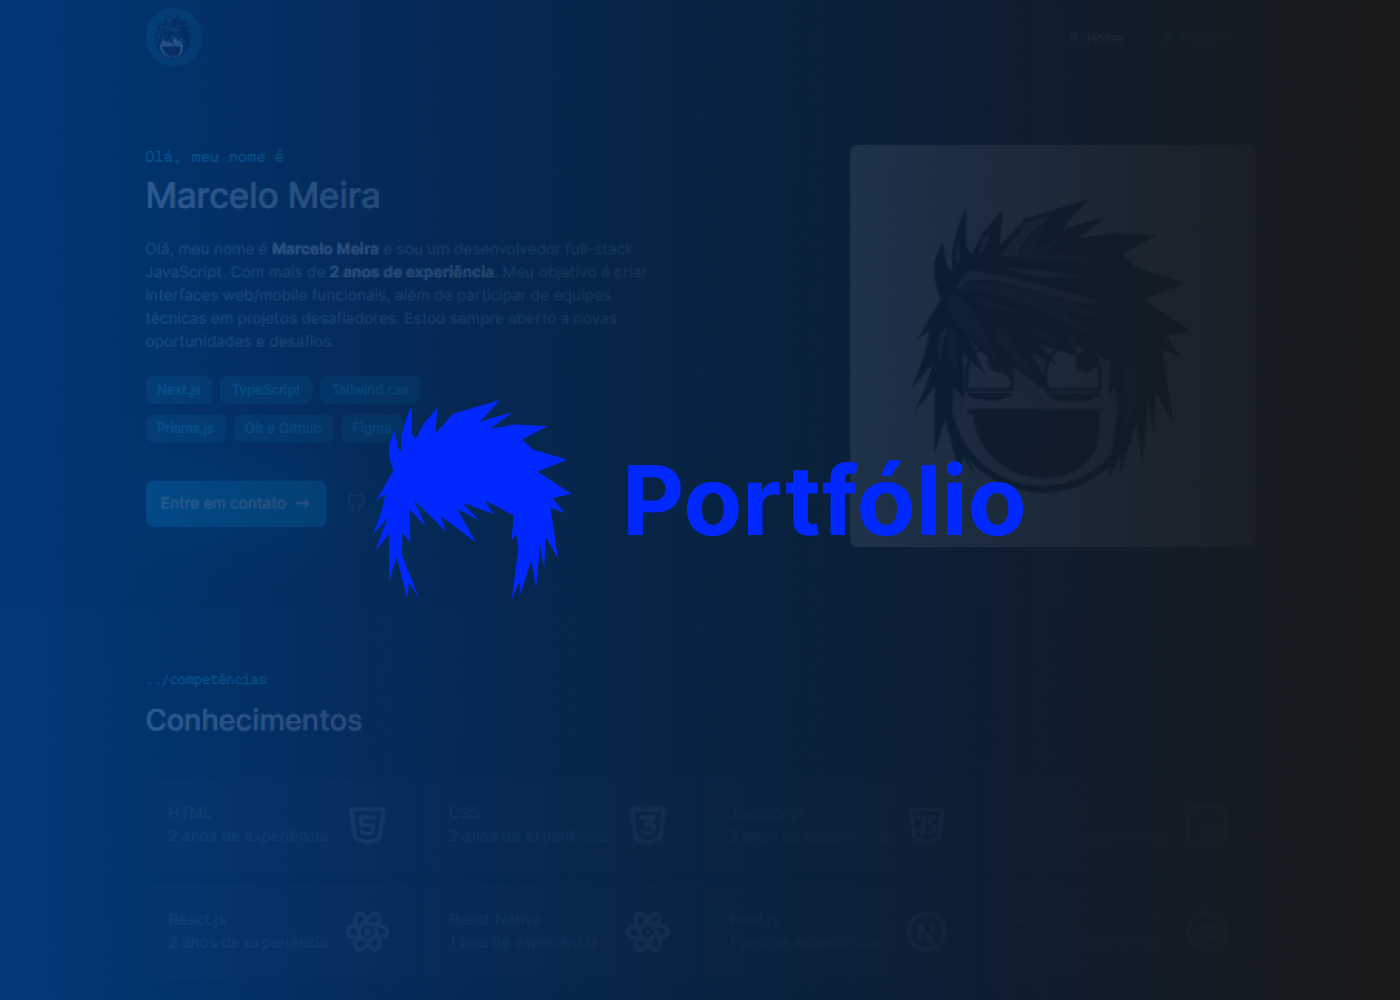 # Home
Olá, meu nome é
Marcelo Meira
Olá, meu nome é Marcelo Meira e sou um desenvolvedor full-stack
JavaScript. Com mais de 2 anos de experiência. Meu objetivo é criar
interfaces web/mobile funcionais, além de participar de equipes
técnicas em projetos desafiadores. Estou sempre aberto a novas
oportunidades e desafios.
Next.js TypeScript Tailwind.css
Prisma.js Git e Github Figma
Entre em contato →
Portfólio
../competências
Conhecimentos
HTML
2 anos de experiência
CSS
2 anos de experiência
JavaScript
2 anos de experiência
React.js
2 anos de experiência
React Native
1 ano de experiência
Next.js
1 ano de experiência